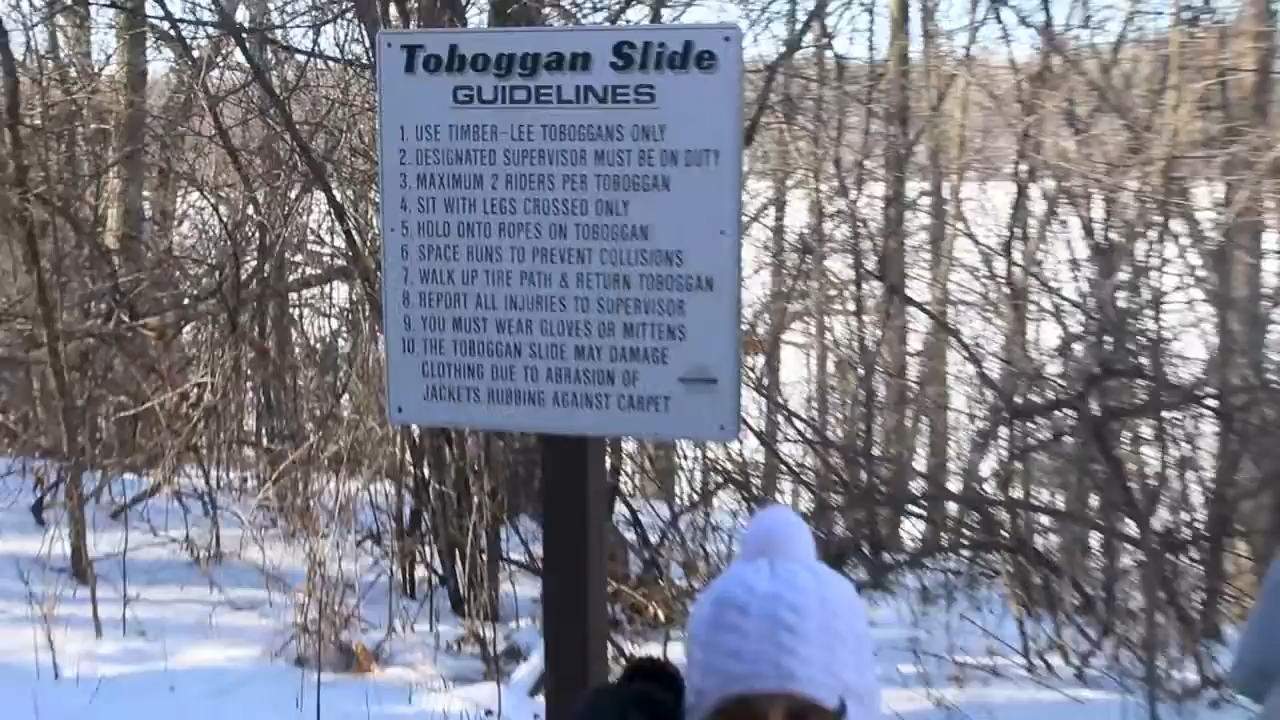 Toboggan Slide
GUIDELINES
1. USE TIMBER-LEE TOBOGGANS ONLY
2. DESIGNATED SUPERVISOR MUST BE ON DUTY
3. MAXIMUM 2 RIDERS PER TOBOGGAN
4. SIT WITH LEGS CROSSED ONLY
5. HOLD ONTO ROPES ON TOBOGGAN
6. SPACE RUNS TO PREVENT COLLISIONS
7. WALK UP TIRE PATH & RETURN TOBOGGAN
8. REPORT ALL INJURIES TO SUPERVISOR
9. YOU MUST WEAR GLOVES OR MITTENS
10. THE TOBOGGAN SLIDE MAY DAMAGE
CLOTHING DUE TO ABRASION OF
JACKETS RUBBING AGAINST CARPET